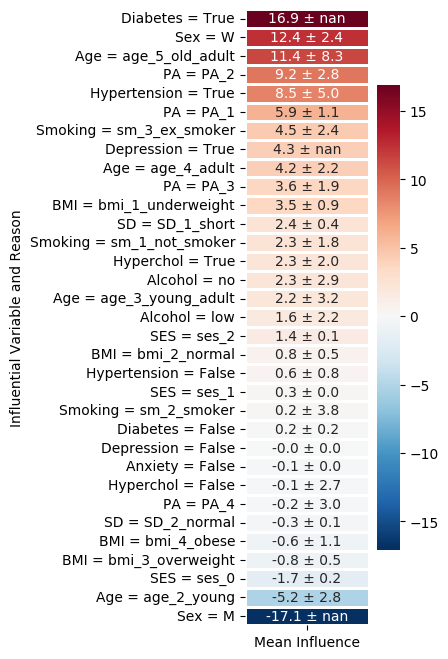 Influential Variable and Reason
Diabetes = True 16.9 ± nan
Sex = W 12.4 ± 2.4
Age = age_5_old_adult 11.4 ± 8.3
PA = PA_2 9.2 ± 2.8
Hypertension = True 8.5 ± 5.0
PA = PA_1 5.9 ± 1.1
Smoking = sm_3_ex_smoker 4.5 ± 2.4
Depression = True 4.3 ± nan
Age = age_4_adult 4.2 ± 2.2
PA = PA_3 3.6 ± 1.9
BMI = bmi_1_underweight 3.5 ± 0.9
SD = SD_1_short 2.4 ± 0.4
Smoking = sm_1_not_smoker 2.3 ± 1.8
Hyperchol = True 2.3 ± 2.0
Alcohol = no 2.3 ± 2.9
Age = age_3_young_adult 2.2 ± 3.2
Alcohol = low 1.6 ± 2.2
SES = ses_2 1.4 ± 0.1
BMI = bmi_2_normal 0.8 ± 0.5
Hypertension = False 0.6 ± 0.8
SES = ses_1 0.3 ± 0.0
Smoking = sm_2_smoker 0.2 ± 3.8
Diabetes = False 0.2 ± 0.2
Depression = False -0.0 ± 0.0
Anxiety = False -0.1 ± 0.0
Hyperchol = False -0.1 ± 2.7
PA = PA_4 -0.2 ± 3.0
SD = SD_2_normal -0.3 ± 0.1
BMI = bmi_4_obese -0.6 ± 1.1
BMI = bmi_3_overweight -0.8 ± 0.5
SES = ses_0 -1.7 ± 0.2
Age = age_2_young -5.2 ± 2.8
Sex = M -17.1 ± nan
Mean Influence
15
10
5
0
−5
−10
−15